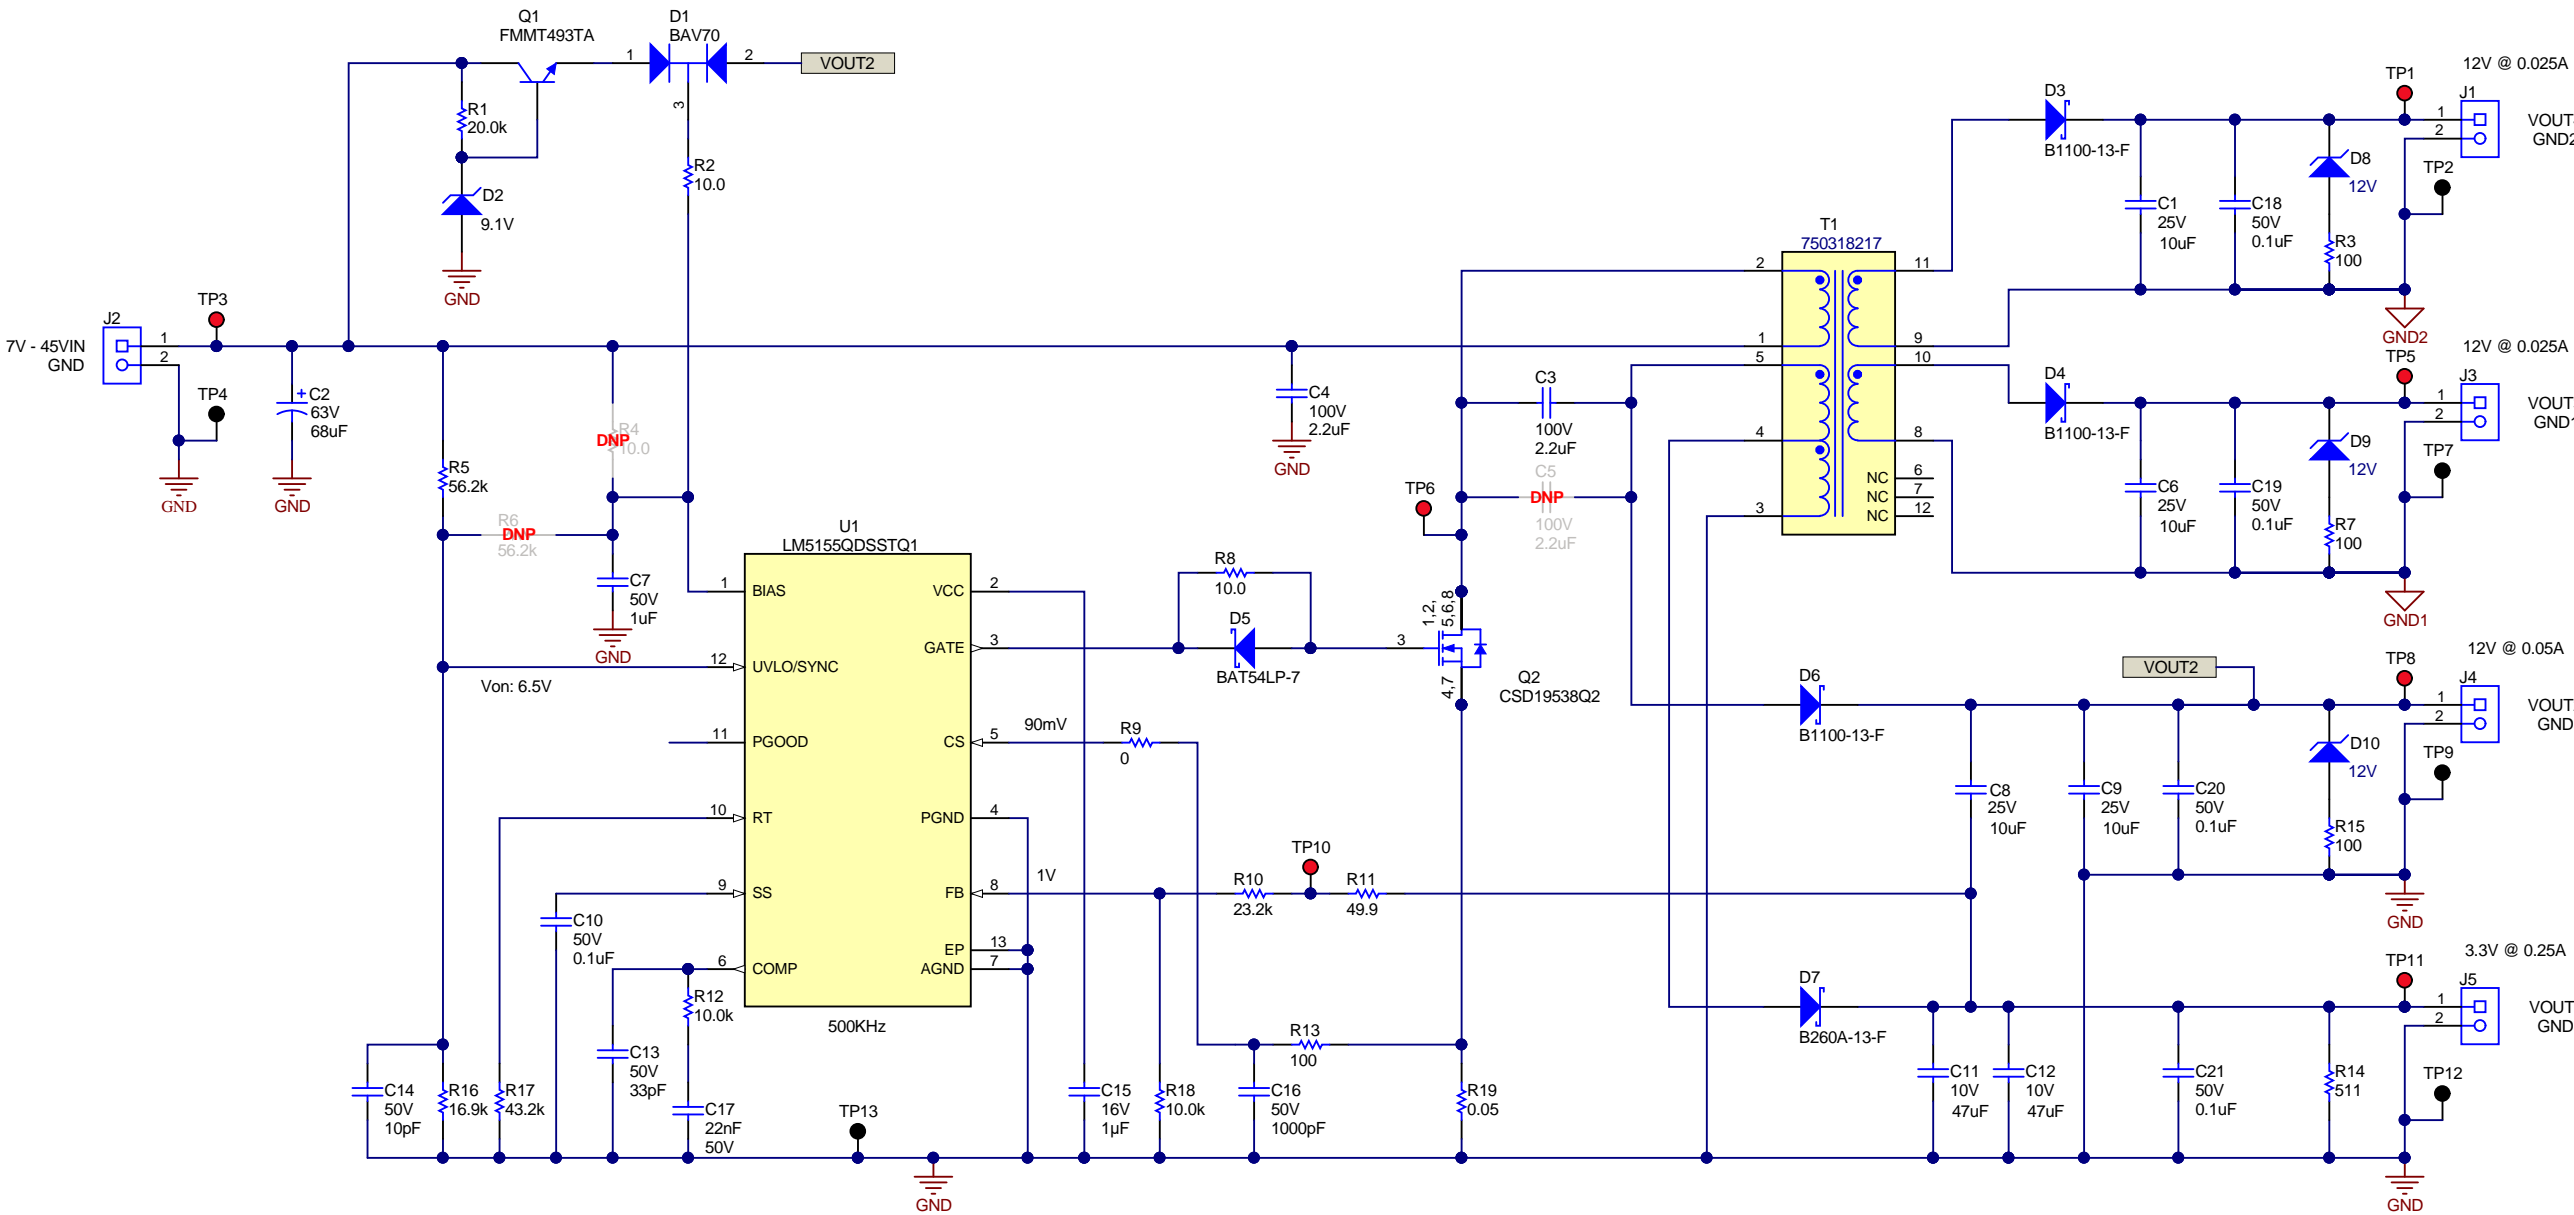 Q1
FMMT493TA
D1
BAV70
1
2
VOUT2
3
R1
20.0k
R2
10.0
D2
9.1V
GND
7V - 45VIN
GND
J2
1
2
TP3
TP4
GND
C2
63V
68uF
GND
R5
56.2k
R4
DNP
10.0
R6
DNP
56.2k
C7
50V
1uF
GND
Von: 6.5V
C4
100V
2.2uF
GND
U1
LM5155QDSSTQ1
1
BIAS
12
UVLO/SYNC
11
PGOOD
10
RT
9
SS
6
COMP
VCC
2
GATE
3
CS
5
PGND
4
FB
8
EP
13
AGND
7
500KHz
90mV
1V
R8
10.0
D5
BAT54LP-7
R9
0
TP6
C3
100V
2.2uF
C5
DNP
100V
2.2uF
3
1,2,
5,6,8
4,7
Q2
CSD19538Q2
R10
23.2k
TP10
R11
49.9
C14
50V
10pF
R16
16.9k
R17
43.2k
C10
50V
0.1uF
C13
50V
33pF
R12
10.0k
C17
22nF
50V
TP13
GND
C15
16V
1µF
R18
10.0k
C16
50V
1000pF
R13
100
R19
0.05
T1
750318217
2
1
5
4
3
11
9
10
8
NC
6
NC
7
NC
12
D3
B1100-13-F
C1
25V
10uF
C18
50V
0.1uF
D8
12V
R3
100
TP1
TP2
12V @ 0.025A
J1
1
2
VOUT
GND2
GND2
D4
B1100-13-F
C6
25V
10uF
C19
50V
0.1uF
D9
12V
R7
100
TP5
TP7
12V @ 0.025A
J3
1
2
VOUT
GND1
GND1
D6
B1100-13-F
VOUT2
C8
25V
10uF
C9
25V
10uF
C20
50V
0.1uF
D10
12V
R15
100
TP8
TP9
12V @ 0.05A
J4
1
2
VOUT
GND
GND
D7
B260A-13-F
C11
10V
47uF
C12
10V
47uF
C21
50V
0.1uF
R14
511
TP11
TP12
3.3V @ 0.25A
J5
1
2
VOUT
GND
GND